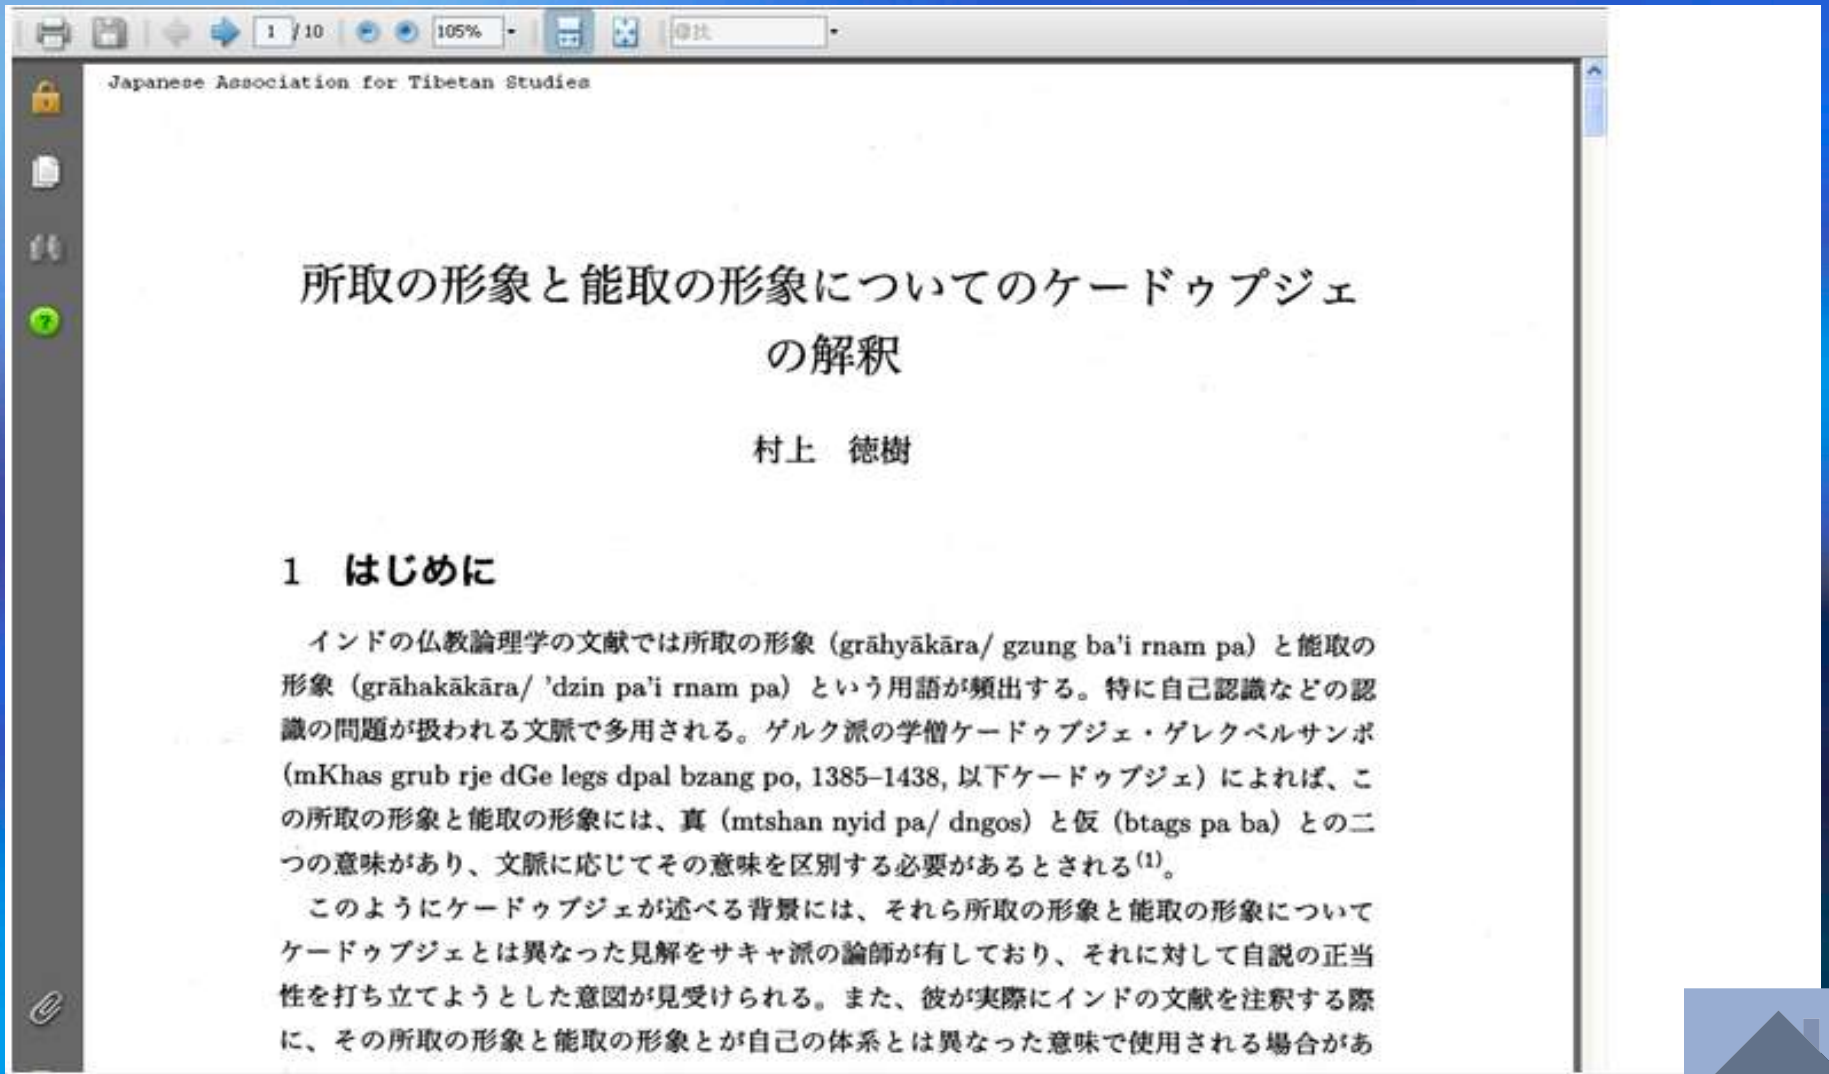 1 / 10 105% 尋找
Japanese Association for Tibetan Studies
所取の形象と能取の形象についてのケードゥプジェ
の解釈
村上 徳樹
1 はじめに
インドの仏教論理学の文献では所取の形象（grāhyākāra/ gzung ba'i rnam pa）と能取の
形象（grāhakākāra/ 'dzin pa'i rnam pa）という用語が頻出する。特に自己認識などの認
識の問題が扱われる文脈で多用される。ゲルク派の学僧ケードゥプジェ・ゲレクペルサンポ
(mKhas grub rje dGe legs dpal bzang po, 1385–1438, 以下ケードゥプジェ）によれば、こ
の所取の形象と能取の形象には、真（mtshan nyid pa/ dngos）と仮（btags pa ba）との二
つの意味があり、文脈に応じてその意味を区別する必要があるとされる(1)。
このようにケードゥプジェが述べる背景には、それら所取の形象と能取の形象について
ケードゥプジェとは異なった見解をサキャ派の論師が有しており、それに対して自説の正当
性を打ち立てようとした意図が見受けられる。また、彼が実際にインドの文献を注釈する際
に、その所取の形象と能取の形象とが自己の体系とは異なった意味で使用される場合があ